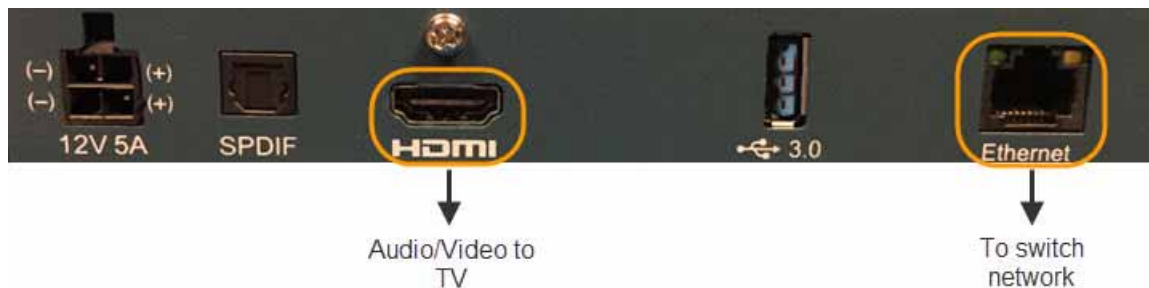 (-) (+)
(-) (+)
12V 5A
SPDIF
HDMI
3.0
Ethernet
Audio/Video to
TV
To switch
network